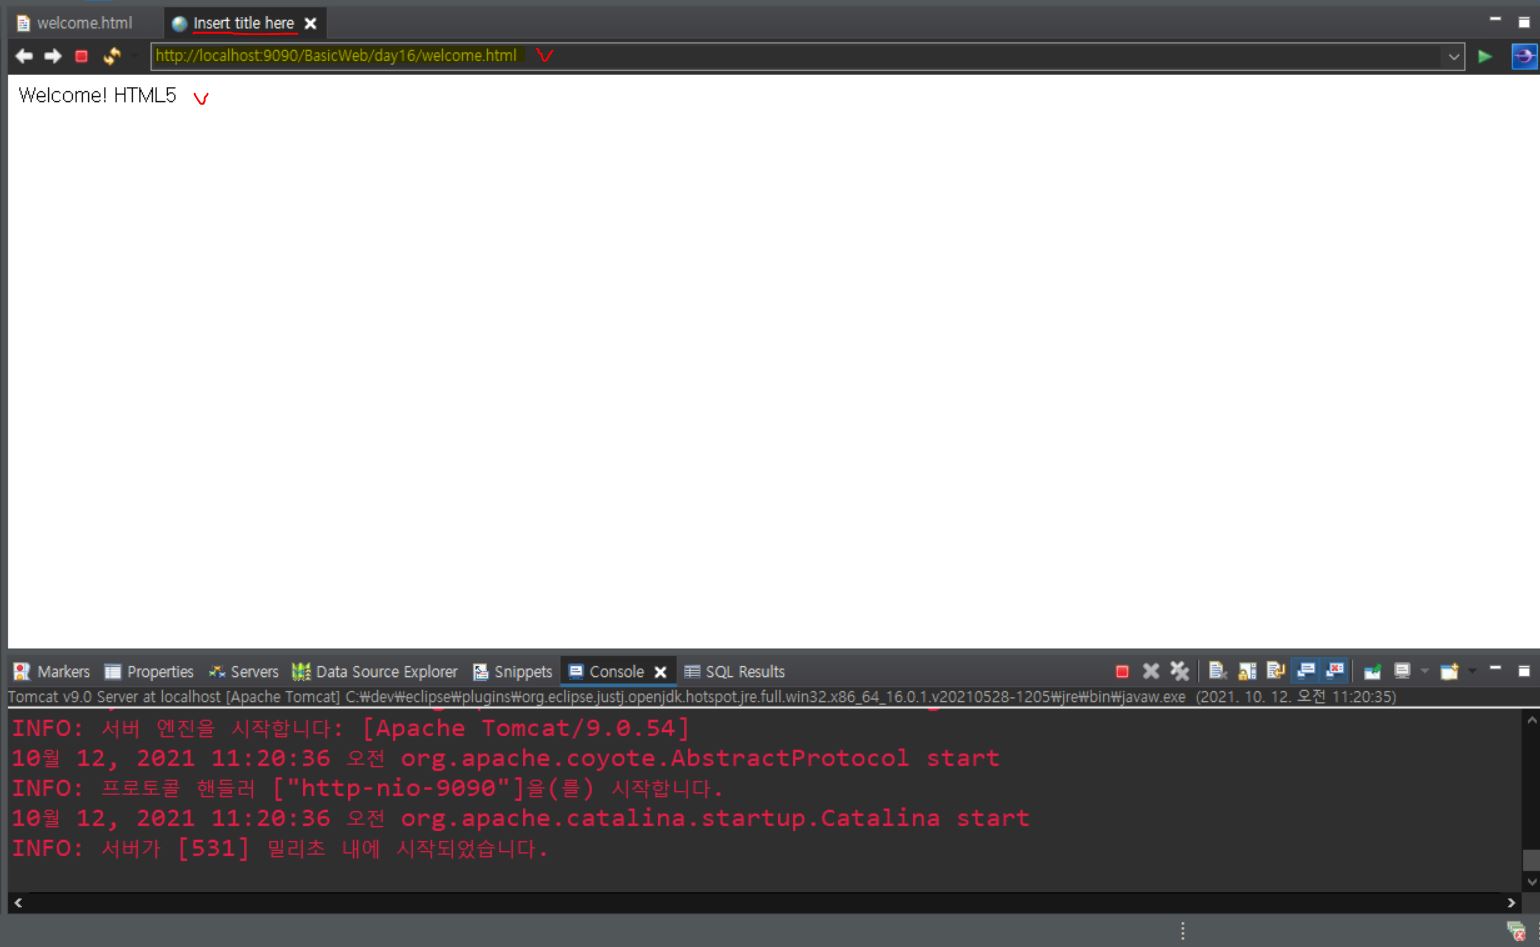 welcome.html Insert title here
http://localhost:9090/BasicWeb/day16/welcome.html
Welcome! HTML5
Markers Properties Servers Data Source Explorer Snippets Console SQL Results
Tomcat v9.0 Server at localhost [Apache Tomcat] C:₩dev₩eclipse₩plugins₩org.eclipse.justj.openjdk.hotspot.jre.full.win32.x86_64_16.0.1.v20210528-1205₩jre₩bin₩javaw.exe (2021. 10. 12. 오전 11:20:35)
INFO: 서버 엔진을 시작합니다: [Apache Tomcat/9.0.54]
10월 12, 2021 11:20:36 오전 org.apache.coyote.AbstractProtocol start
INFO: 프로토콜 핸들러 ["http-nio-9090"]을(를) 시작합니다.
10월 12, 2021 11:20:36 오전 org.apache.catalina.startup.Catalina start
INFO: 서버가 [531] 밀리초 내에 시작되었습니다.